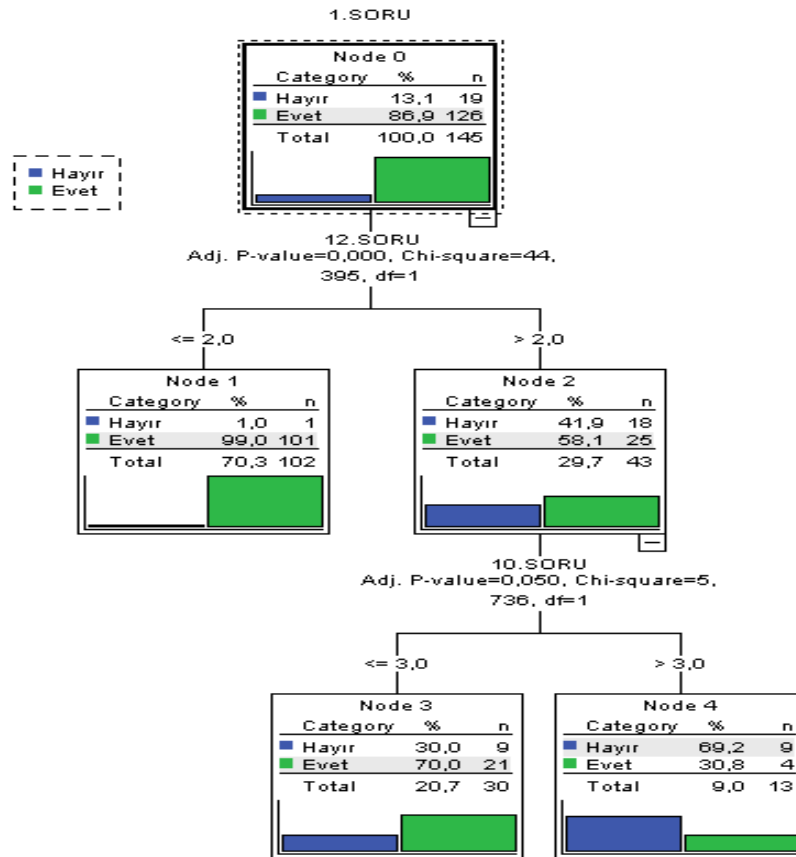 1.SORU
Node 0
Category % n
Hayır 13,1 19
Evet 86,9 126
Total 100,0 145
Hayır
Evet
12.SORU
Adj. P-value=0,000, Chi-square=44,
395, df=1
<= 2,0
> 2,0
Node 1
Category % n
Hayır 1,0 1
Evet 99,0 101
Total 70,3 102
Node 2
Category % n
Hayır 41,9 18
Evet 58,1 25
Total 29,7 43
10.SORU
Adj. P-value=0,050, Chi-square=5,
736, df=1
<= 3,0
> 3,0
Node 3
Category % n
Hayır 30,0 9
Evet 70,0 21
Total 20,7 30
Node 4
Category % n
Hayır 69,2 9
Evet 30,8 4
Total 9,0 13